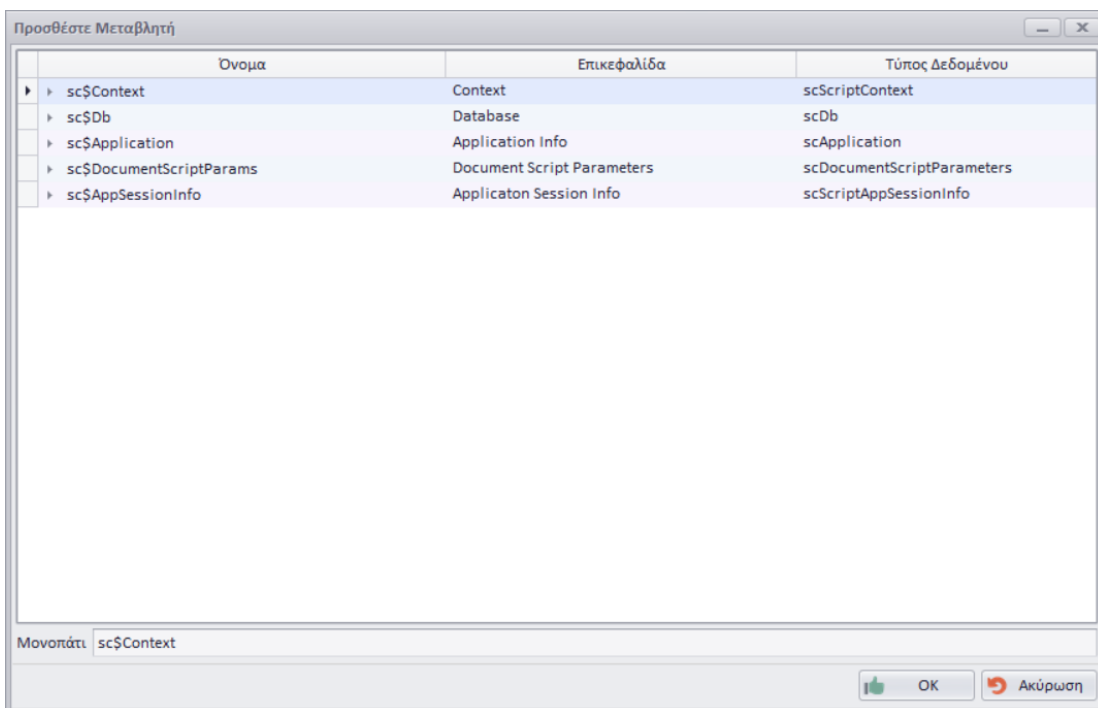 Προσθέστε Μεταβλητή
Όνομα Επικεφαλίδα Τύπος Δεδομένου
sc$Context Context scScriptContext
sc$Db Database scDb
sc$Application Application Info scApplication
sc$DocumentScriptParams Document Script Parameters scDocumentScriptParameters
sc$AppSessionInfo Applicaton Session Info scScriptAppSessionInfo
Μονοπάτι sc$Context
OK Ακύρωση